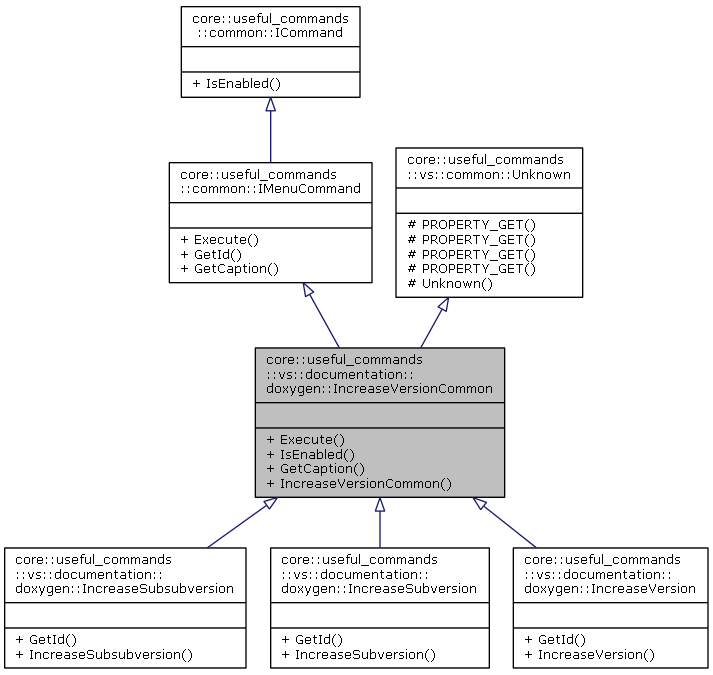 core::useful_commands
::common::ICommand
+ IsEnabled()
core::useful_commands
::common::IMenuCommand
+ Execute()
+ GetId()
+ GetCaption()
core::useful_commands
::vs::common::Unknown
# PROPERTY_GET()
# PROPERTY_GET()
# PROPERTY_GET()
# PROPERTY_GET()
# Unknown()
core::useful_commands
::vs::documentation::
doxygen::IncreaseVersionCommon
+ Execute()
+ IsEnabled()
+ GetCaption()
+ IncreaseVersionCommon()
core::useful_commands
::vs::documentation::
doxygen::IncreaseSubsubversion
+ GetId()
+ IncreaseSubsubversion()
core::useful_commands
::vs::documentation::
doxygen::IncreaseSubversion
+ GetId()
+ IncreaseSubversion()
core::useful_commands
::vs::documentation::
doxygen::IncreaseVersion
+ GetId()
+ IncreaseVersion()